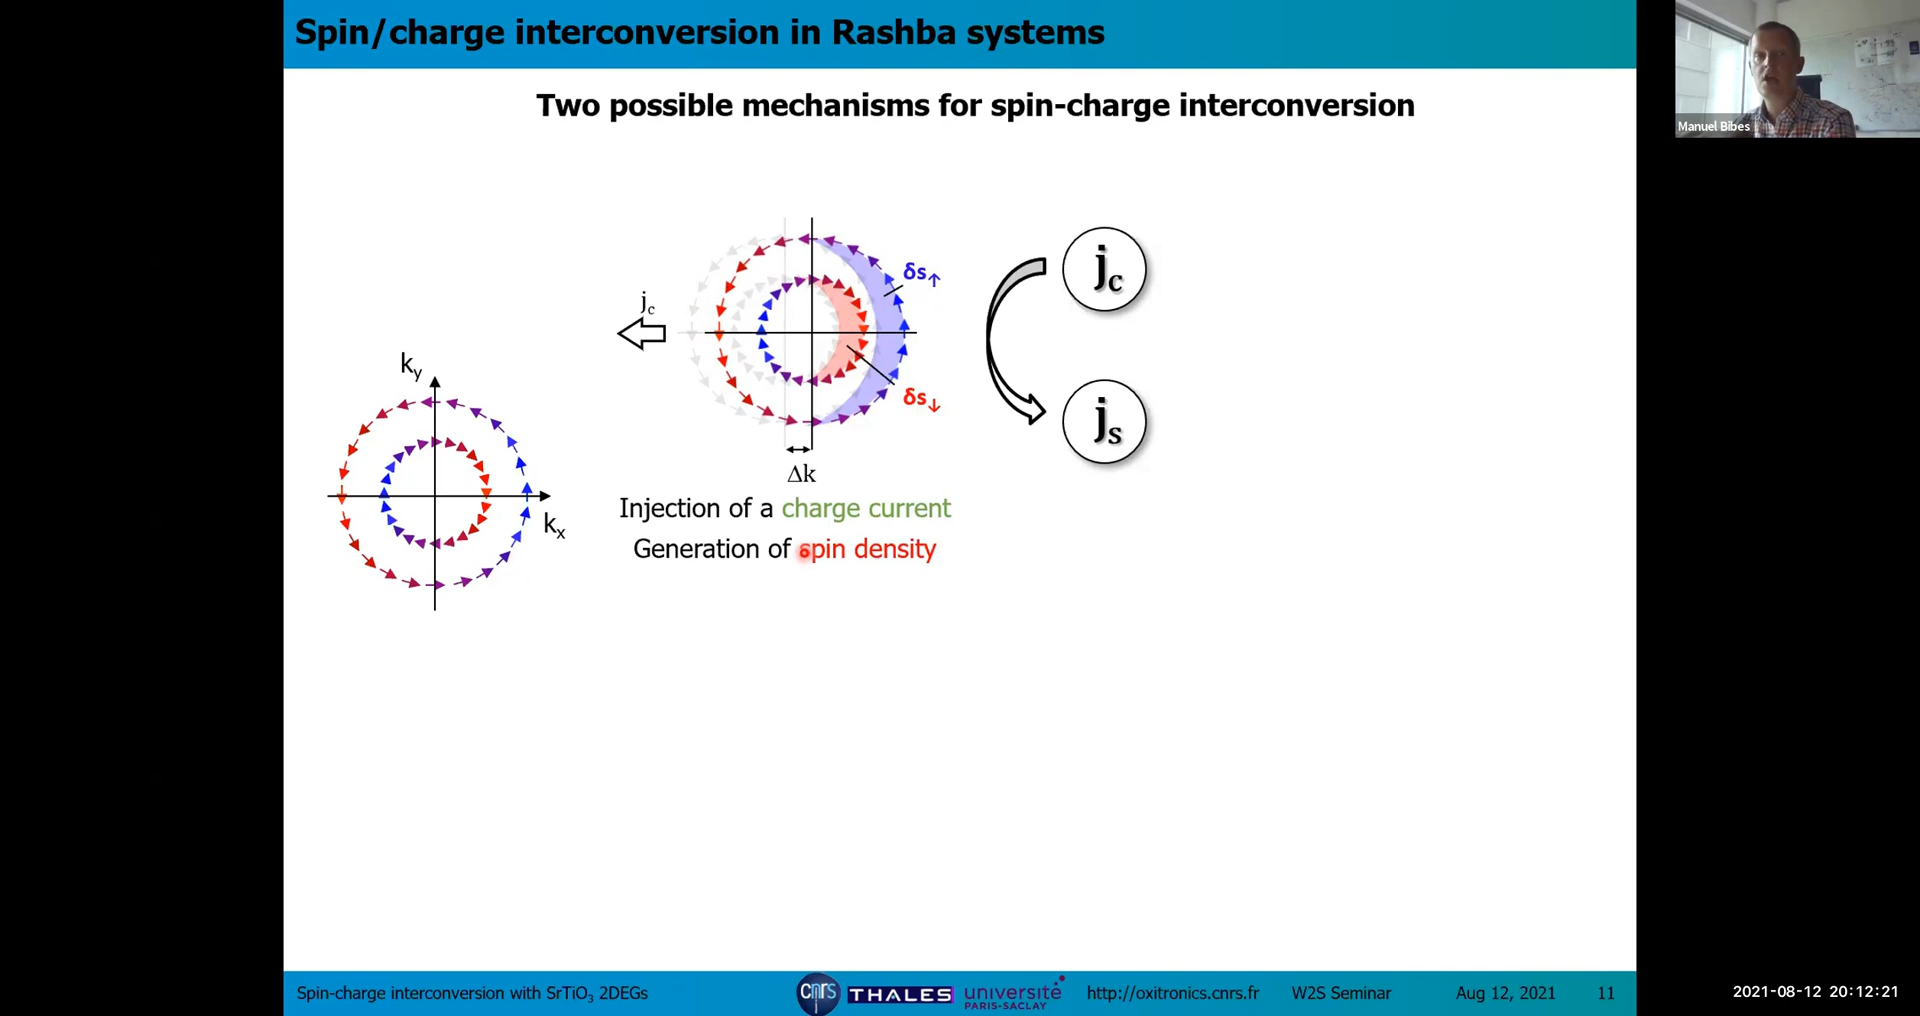 Spin/charge interconversion in Rashba systems
Manuel Bibes
Two possible mechanisms for spin-charge interconversion
δs↑
jc
jc
δs↓
js
ky
kx
Δk
Injection of a charge current
Generation of spin density
Spin-charge interconversion with SrTiO3 2DEGs
cnrs
THALES
université
PARIS-SACLAY
http://oxitronics.cnrs.fr
W2S Seminar
Aug 12, 2021
11
2021-08-12 20:12:21